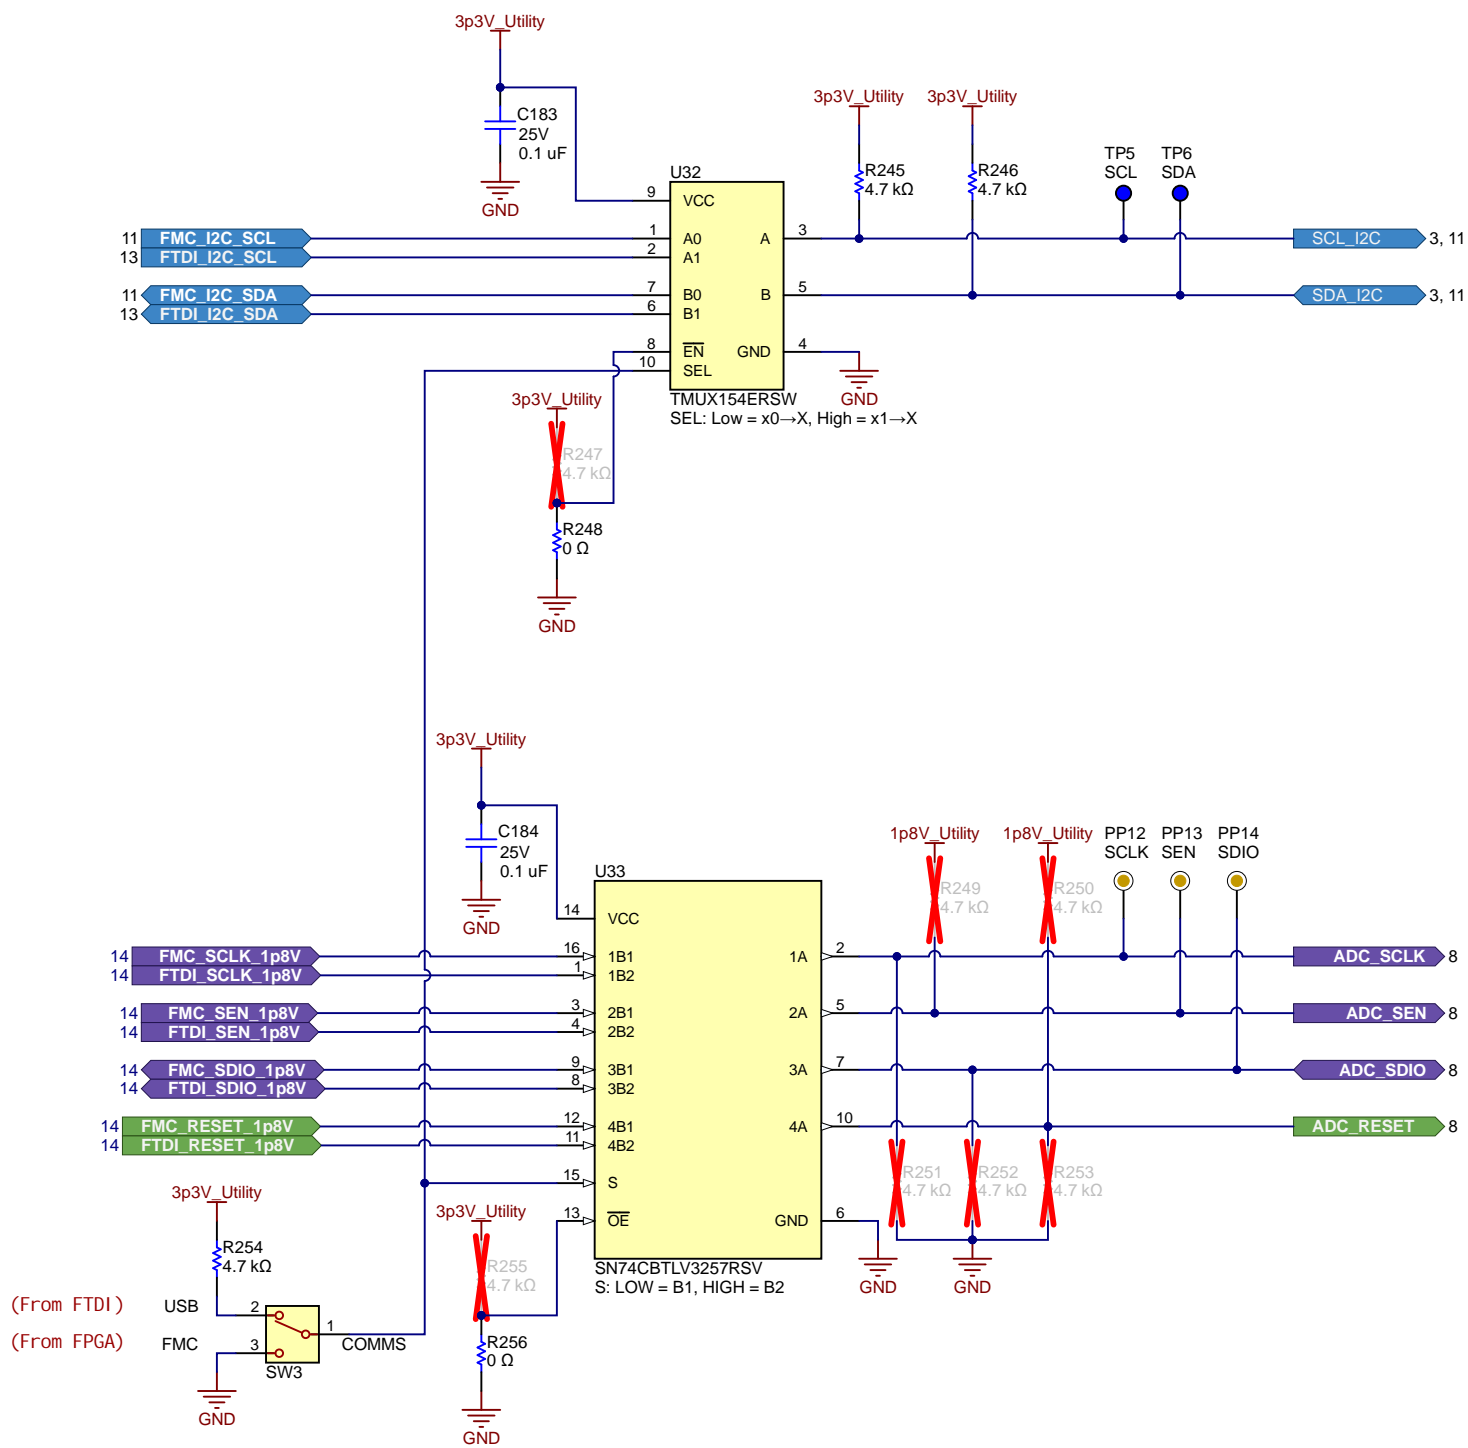 3p3V_Utility
C183
25V
0.1 uF
GND
3p3V_Utility
3p3V_Utility
R245
4.7 kΩ
R246
4.7 kΩ
TP5
SCL
TP6
SDA
U32
9 VCC
11 FMC_I2C_SCL 1 A0 A 3 SCL_I2C 3, 11
13 FTDI_I2C_SCL 2 A1
11 FMC_I2C_SDA 7 B0 B 5 SDA_I2C 3, 11
13 FTDI_I2C_SDA 6 B1
8 EN GND 4
10 SEL
GND
TMUX154ERSW
SEL: Low = x0→X, High = x1→X
3p3V_Utility
R247
4.7 kΩ
R248
0 Ω
GND
3p3V_Utility
C184
25V
0.1 uF
GND
1p8V_Utility
1p8V_Utility
R249
4.7 kΩ
R250
4.7 kΩ
PP12
SCLK
PP13
SEN
PP14
SDIO
U33
14 VCC
14 FMC_SCLK_1p8V 16 1B1 1A 2 ADC_SCLK 8
14 FTDI_SCLK_1p8V 1 1B2
14 FMC_SEN_1p8V 3 2B1 2A 5 ADC_SEN 8
14 FTDI_SEN_1p8V 4 2B2
14 FMC_SDIO_1p8V 9 3B1 3A 7 ADC_SDIO 8
14 FTDI_SDIO_1p8V 8 3B2
14 FMC_RESET_1p8V 12 4B1 4A 10 ADC_RESET 8
14 FTDI_RESET_1p8V 11 4B2
15 S
13 OE GND 6
R251
4.7 kΩ
R252
4.7 kΩ
R253
4.7 kΩ
GND
GND
SN74CBTLV3257RSV
S: LOW = B1, HIGH = B2
3p3V_Utility
R254
4.7 kΩ
3p3V_Utility
R255
4.7 kΩ
R256
0 Ω
GND
(From FTDI) USB 2
1 COMMS
(From FPGA) FMC 3
SW3
GND